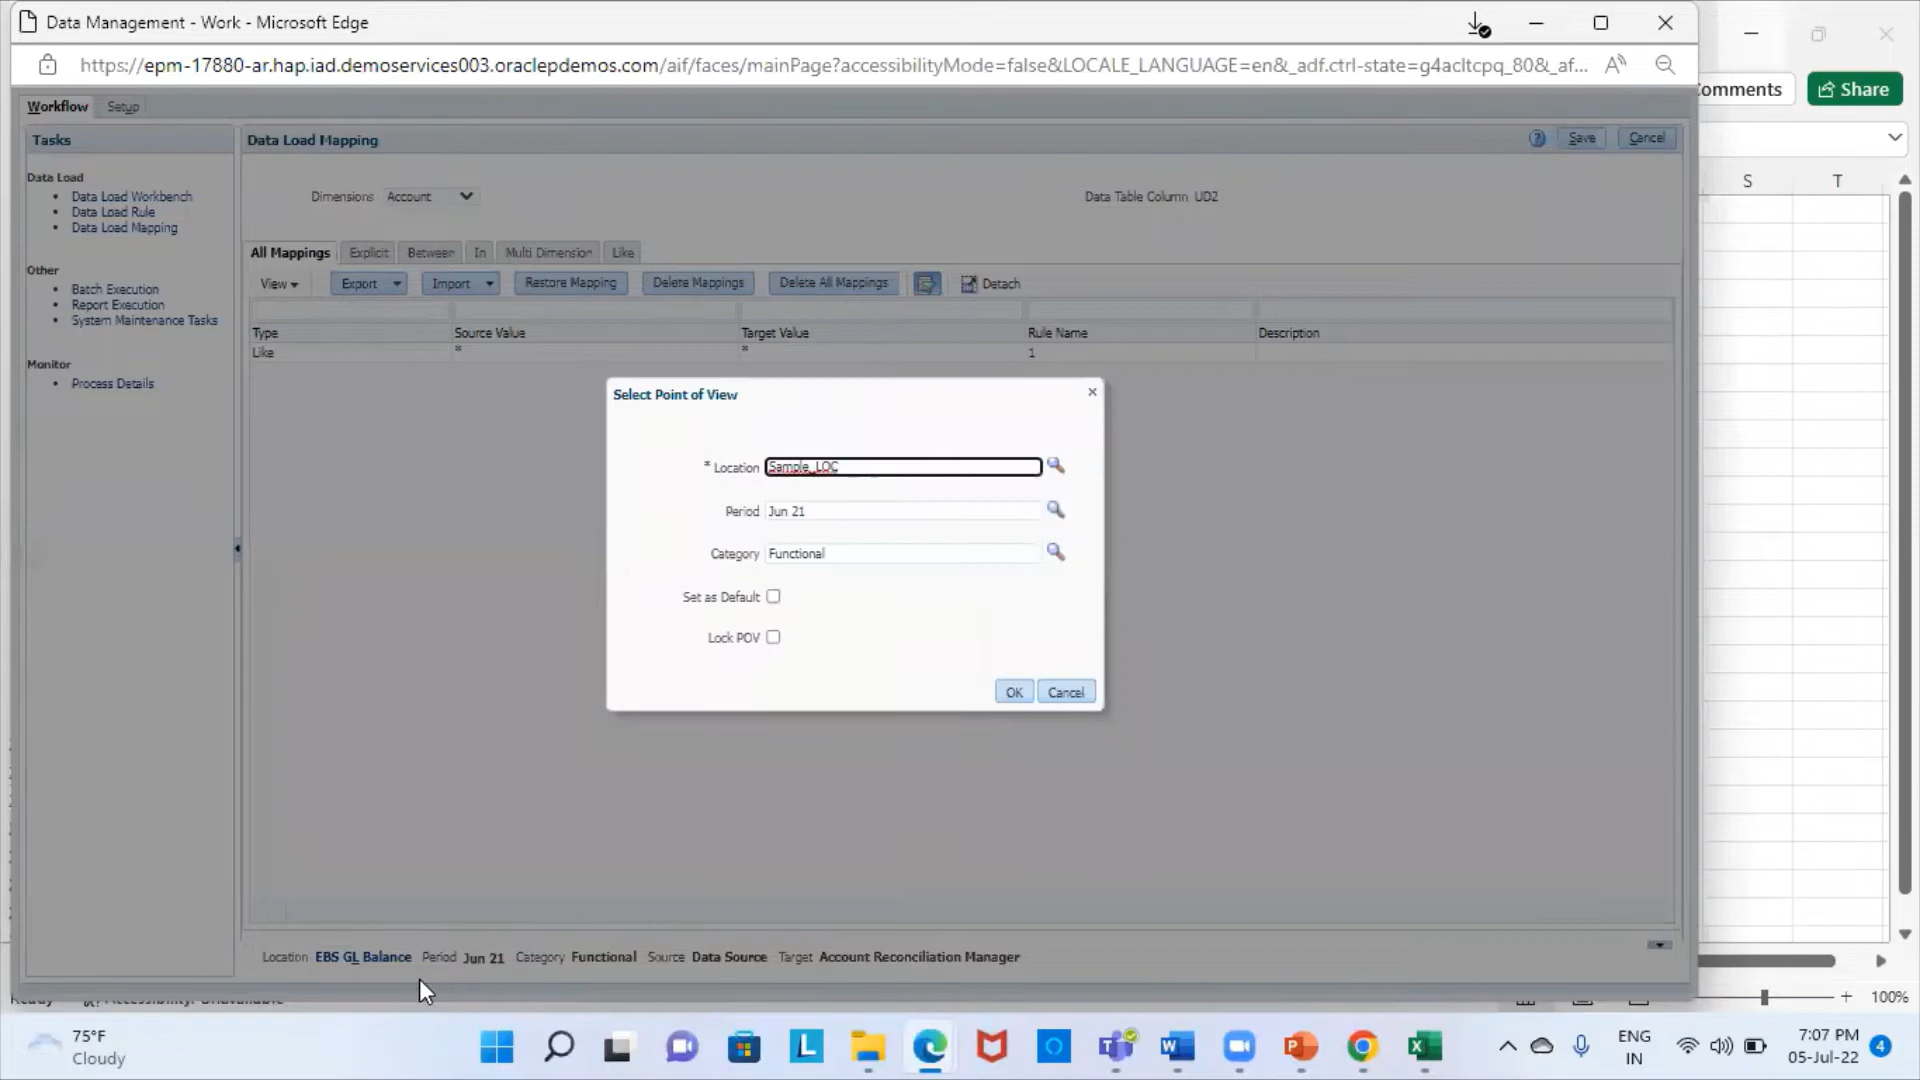 Data Management - Work - Microsoft Edge
https://epm-17880-ar.hap.iad.demoservices003.oraclepdemos.com/aif/faces/mainPage?accessibilityMode=false&LOCALE_LANGUAGE=en&_adf.ctrl-state=g4acltcpq_80&_af...
omments
Share
Workflow
Setup
Tasks
Data Load Mapping
Save
Cancel
Data Load
Data Load Workbench
Data Load Rule
Data Load Mapping
Other
Batch Execution
Report Execution
System Maintenance Tasks
Monitor
Process Details
Dimensions Account
Data Table Column UD2
All Mappings
Explicit
Between
In
Multi Dimension
Like
View
Export
Import
Restore Mapping
Delete Mappings
Delete All Mappings
Detach
Type
Source Value
Target Value
Rule Name
Description
Like
*
*
1
S
T
Select Point of View
* Location Sample_LOC
Period Jun 21
Category Functional
Set as Default
Lock POV
OK
Cancel
Location EBS GL Balance Period Jun 21 Category Functional Source Data Source Target Account Reconciliation Manager
100%
75°F
Cloudy
ENG
IN
7:07 PM
05-Jul-22
4